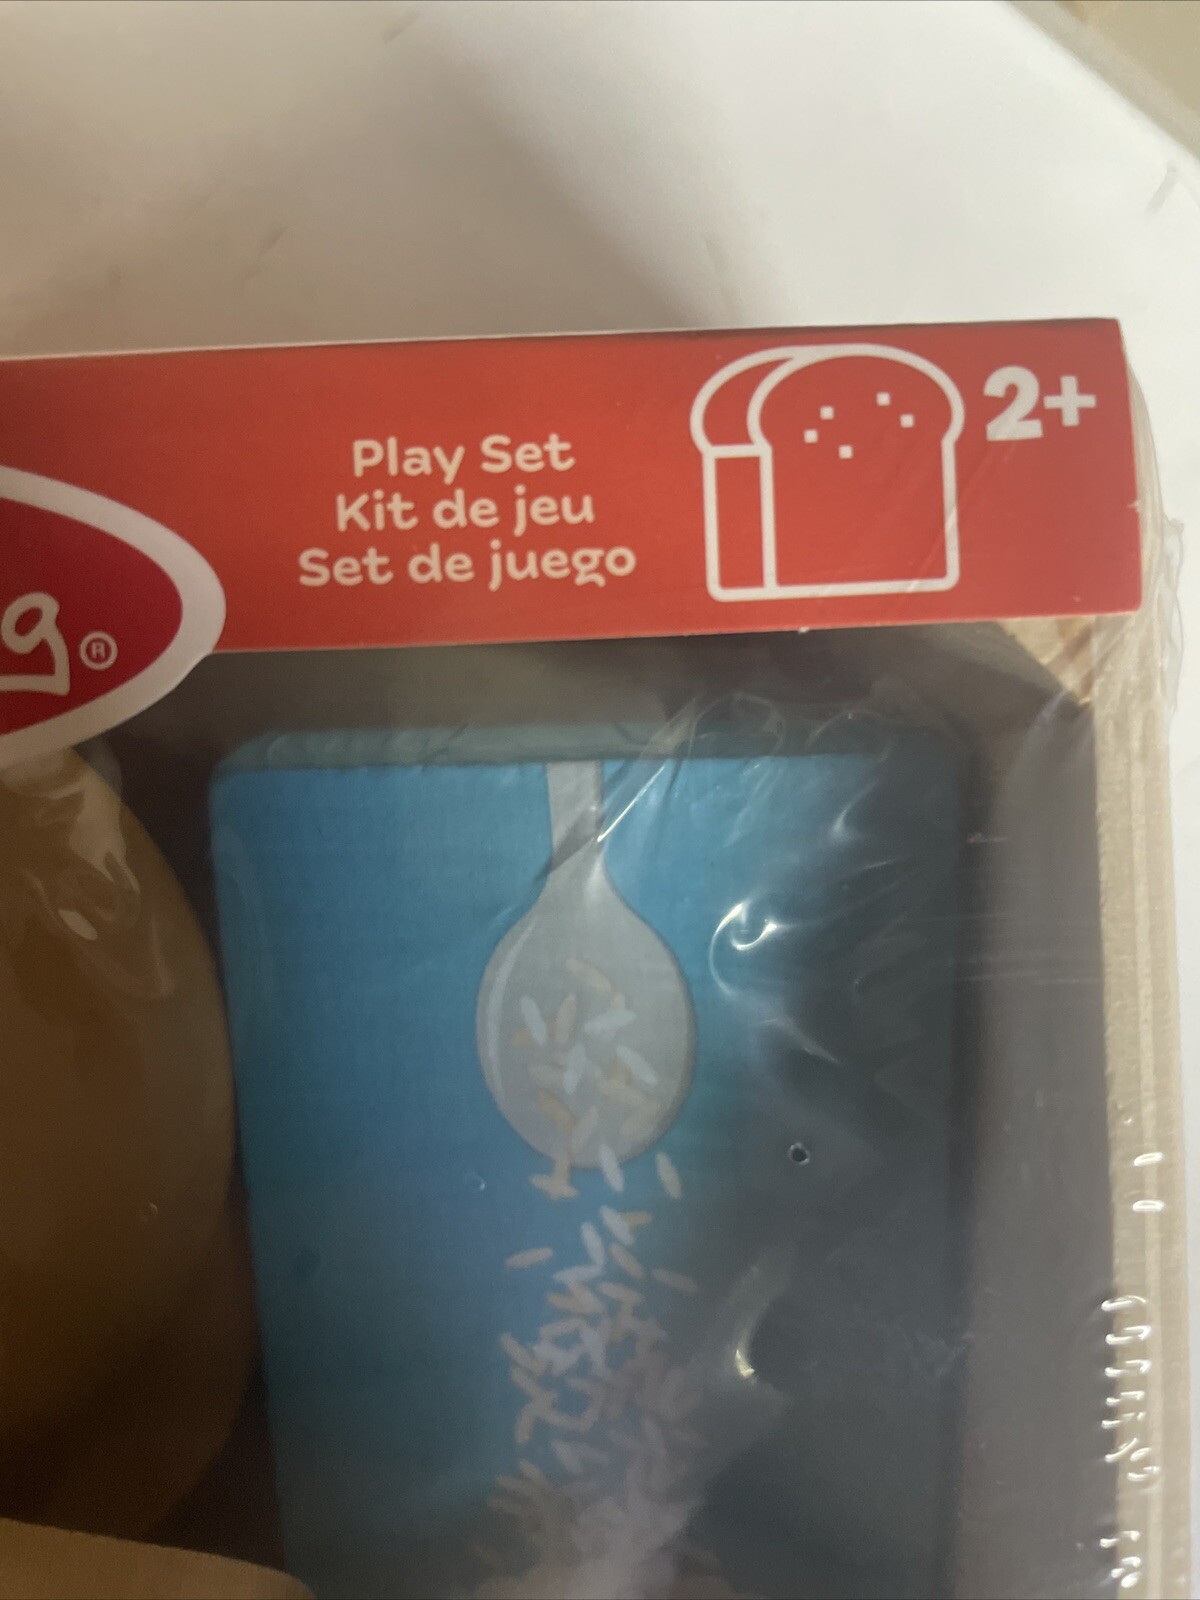 2+
Play Set
Kit de jeu
Set de juego
g®